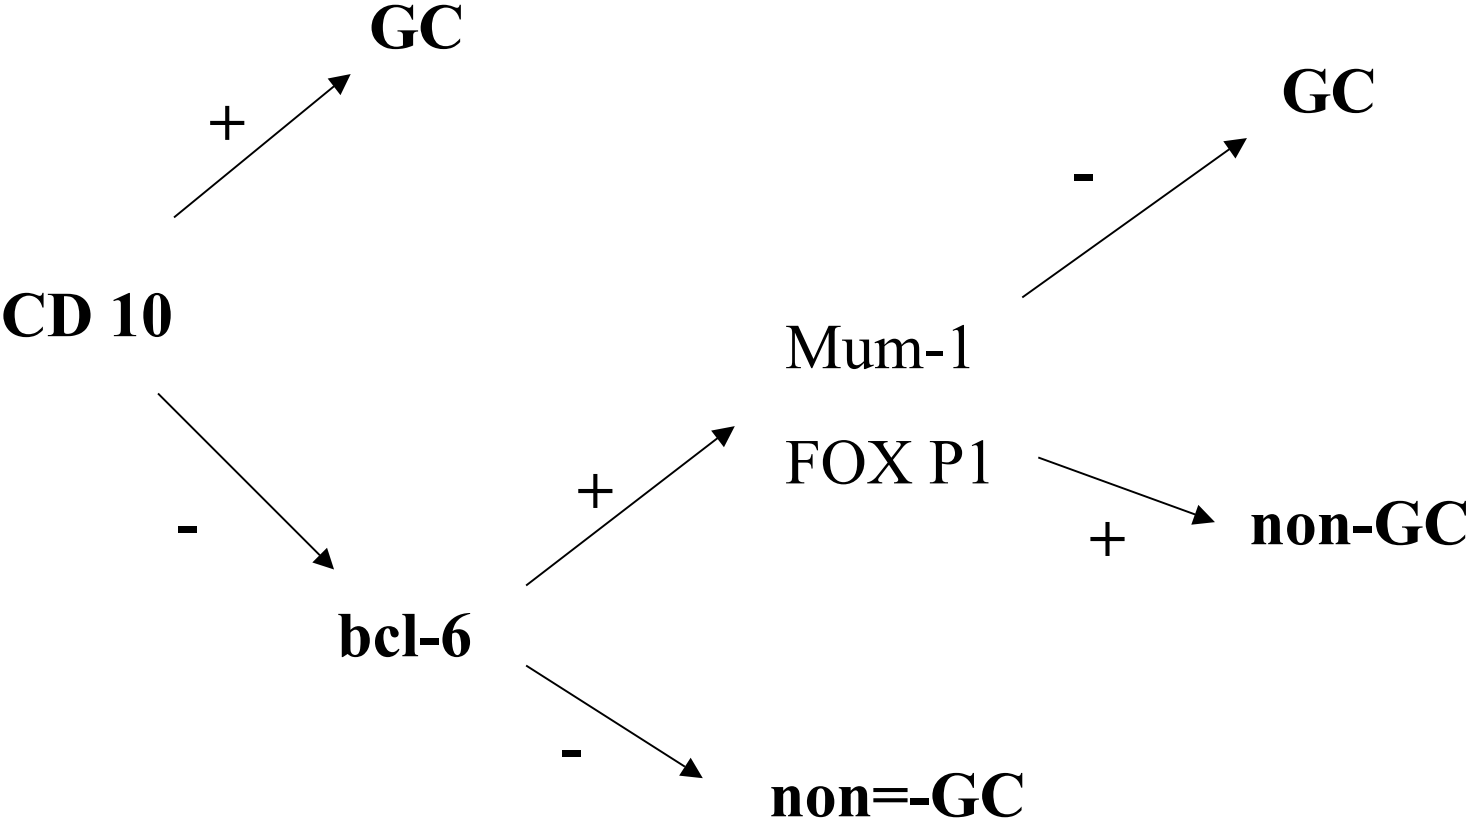 GC
+
GC
-
CD 10
Mum-1
FOX P1
+
-
non-GC
+
bcl-6
-
non=-GC